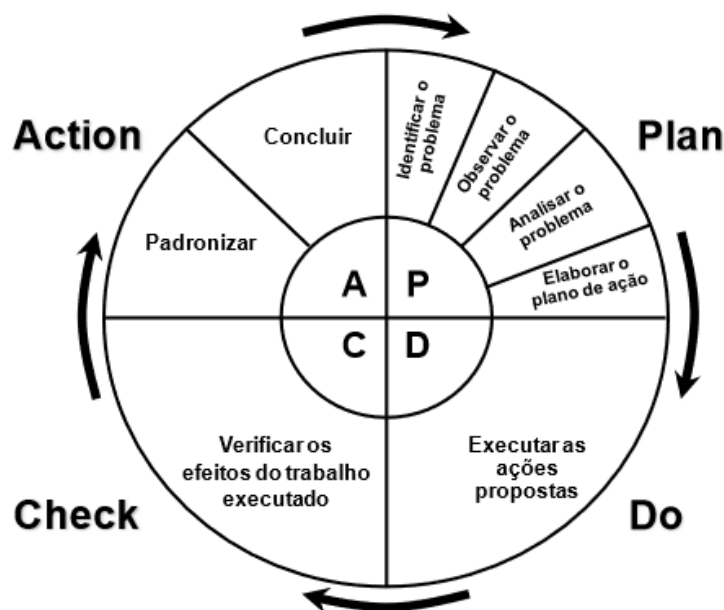 Action
Plan
Concluir
Padronizar
Identificar o
problema
Observar o
problema
Analisar o
problema
Elaborar o
plano de ação
A
P
C
D
Verificar os
efeitos do trabalho
executado
Executar as
ações
propostas
Check
Do